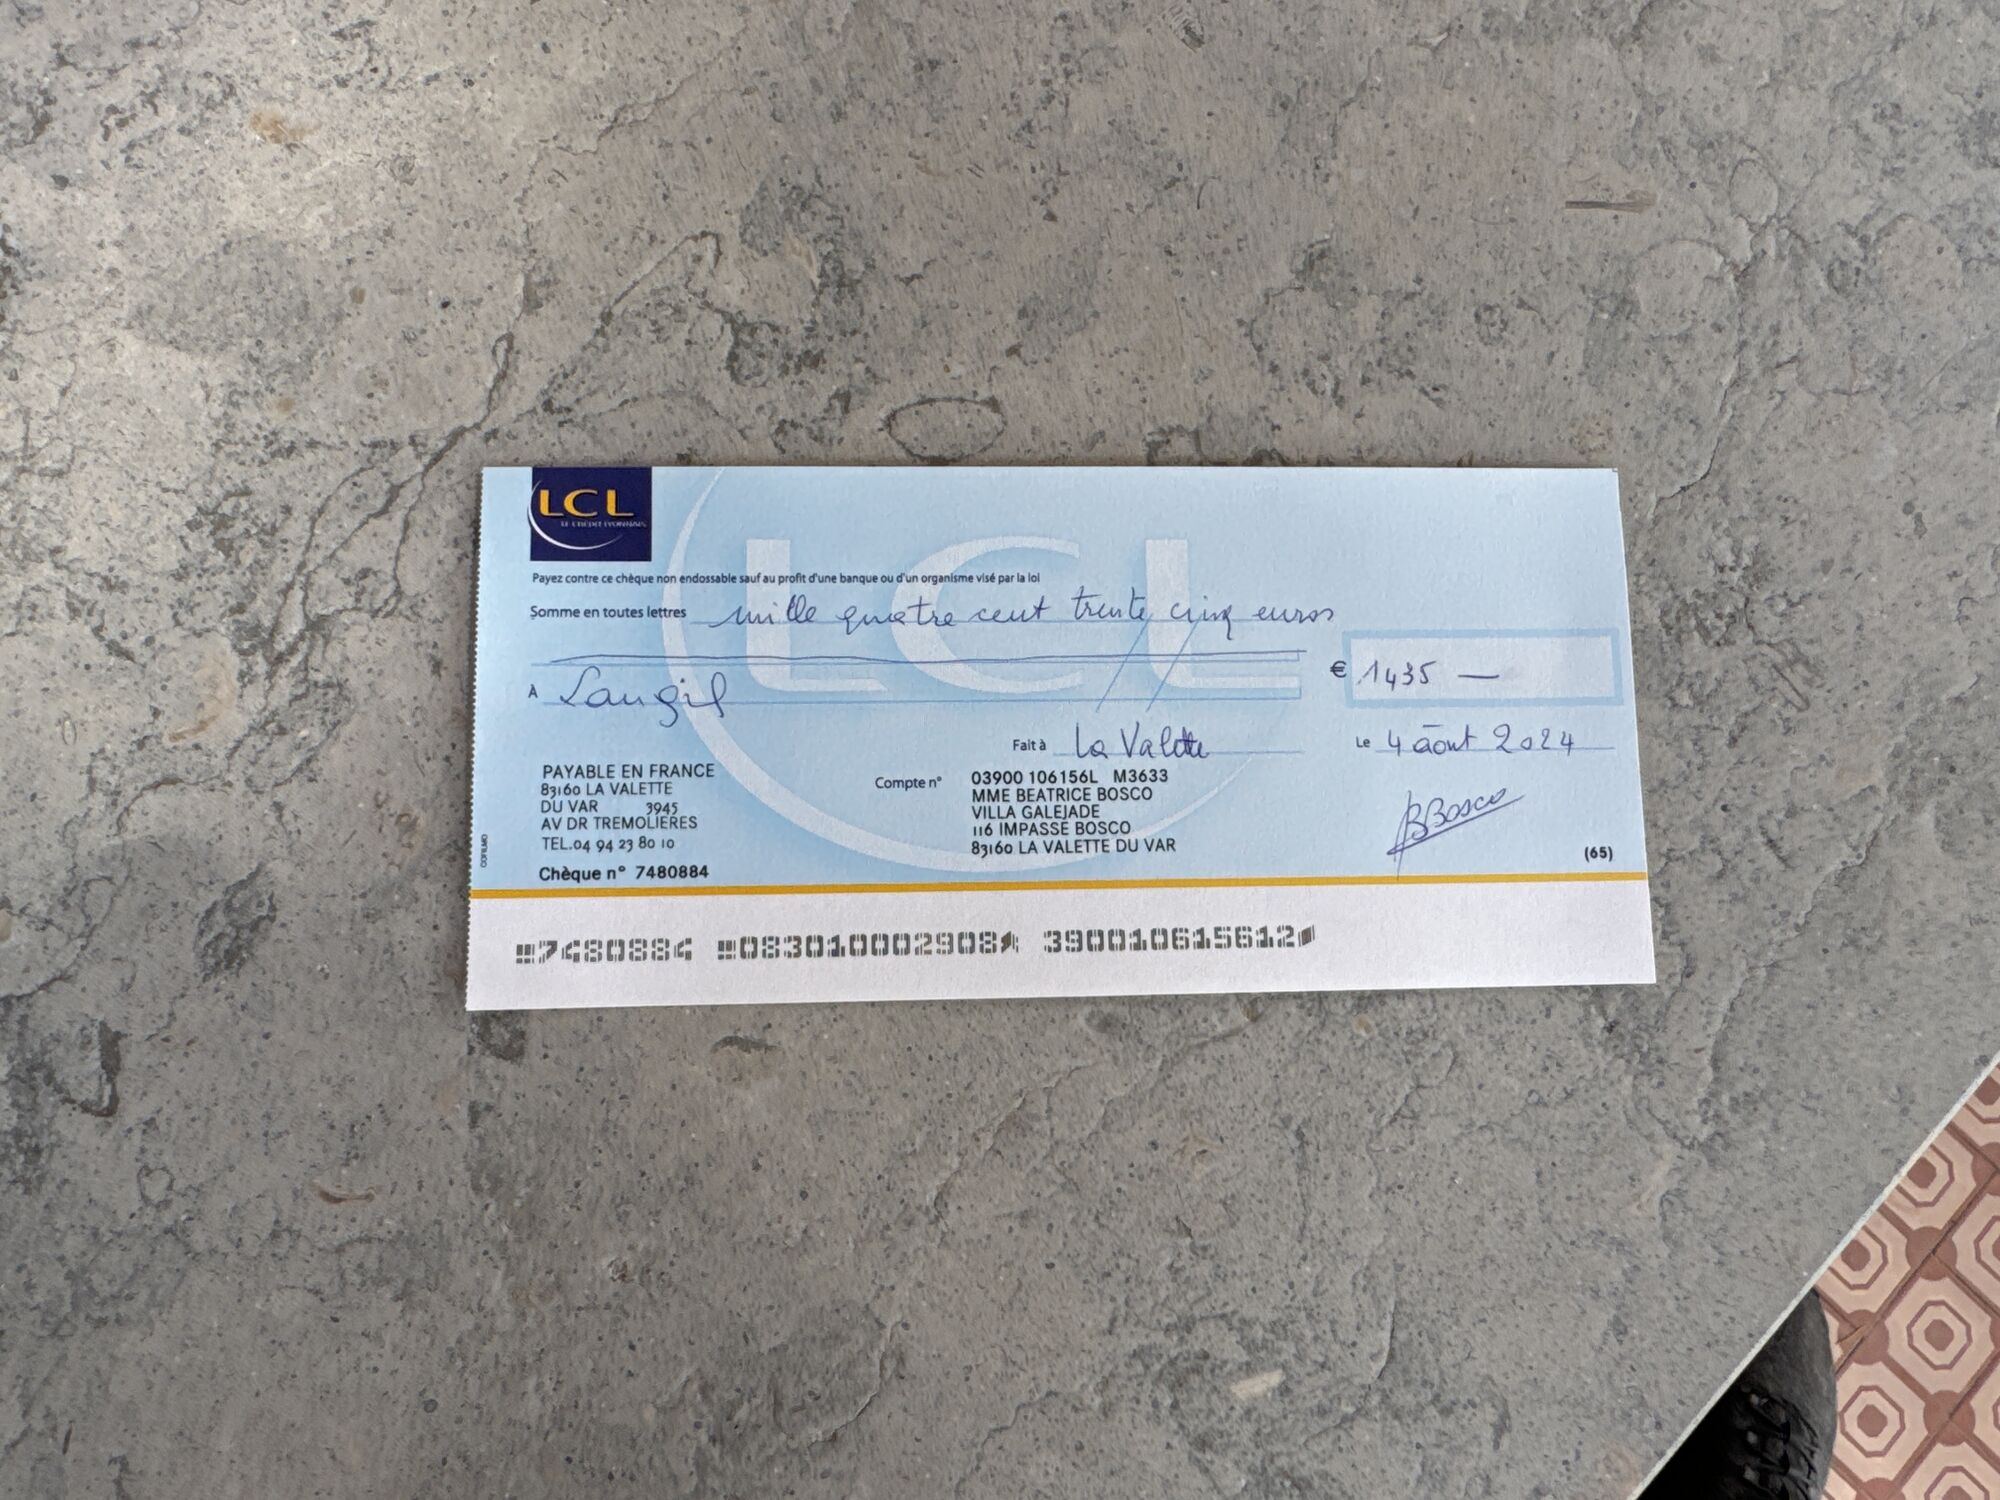 LCL
LE CRÉDIT LYONNAIS
LCL
Payez contre ce chèque non endossable sauf au profit d'une banque ou d'un organisme visé par la loi
Somme en toutes lettres mille quatre cent trente cinq euros
€ 1435 —
À Sangil
Fait à La Valette Le 4 août 2024
PAYABLE EN FRANCE
83160 LA VALETTE
DU VAR 3945
AV DR TREMOLIERES
TEL.04 94 23 80 10
Chèque n° 7480884
Compte n° 03900 106156L M3633
MME BEATRICE BOSCO
VILLA GALEJADE
116 IMPASSE BOSCO
83160 LA VALETTE DU VAR
BBosco
(65)
COFILMO
7480884 083010002908 390010615612